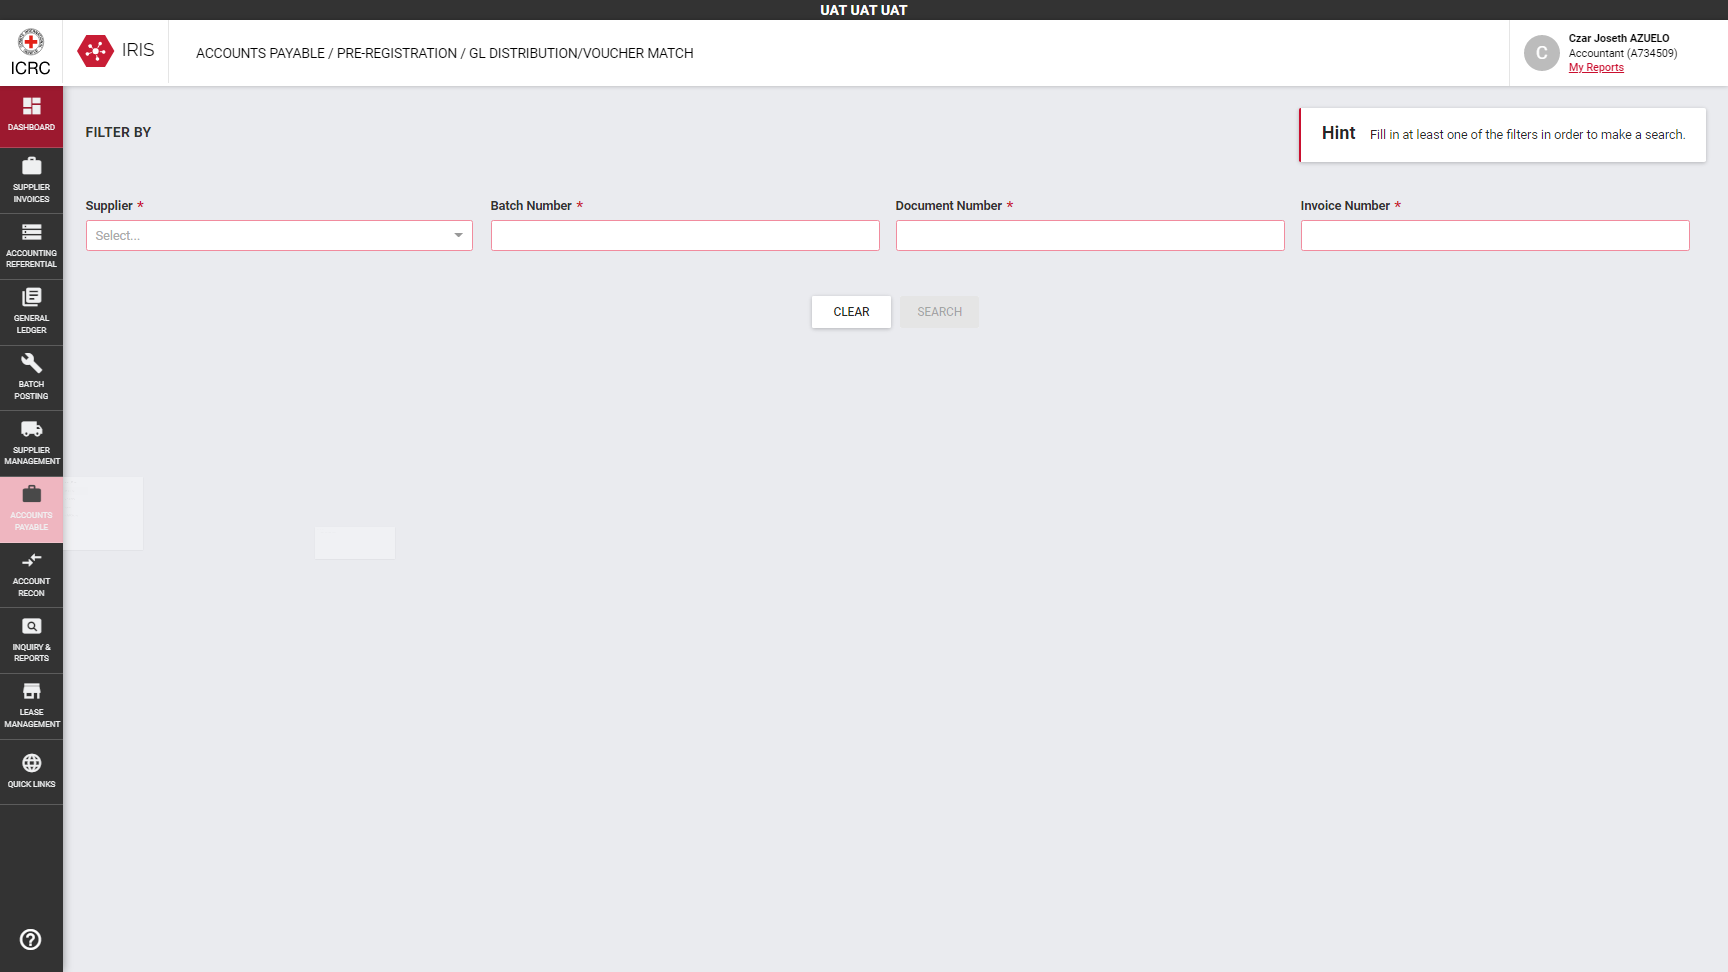 UAT UAT UAT
ICRC
IRIS
ACCOUNTS PAYABLE / PRE-REGISTRATION / GL DISTRIBUTION/VOUCHER MATCH
C
Czar Joseth AZUELO
Accountant (A734509)
My Reports
DASHBOARD
SUPPLIER
INVOICES
ACCOUNTING
REFERENTIAL
GENERAL
LEDGER
BATCH
POSTING
SUPPLIER
MANAGEMENT
ACCOUNTS
PAYABLE
ACCOUNT
RECON
INQUIRY &
REPORTS
LEASE
MANAGEMENT
QUICK LINKS
FILTER BY
Hint Fill in at least one of the filters in order to make a search.
Supplier *
Select...
Batch Number *
Document Number *
Invoice Number *
CLEAR
SEARCH